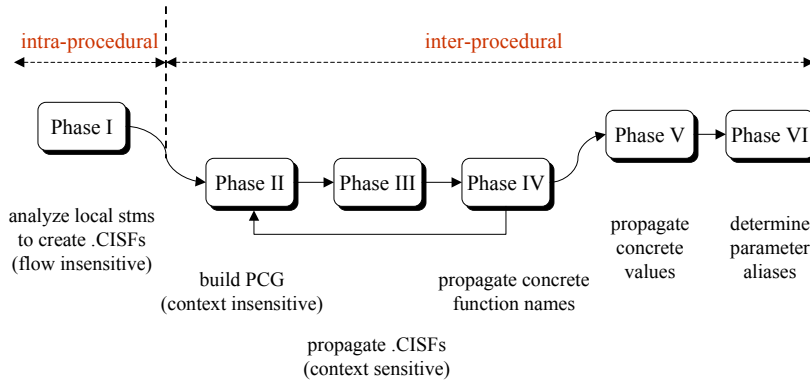 intra-procedural
inter-procedural
Phase I
Phase II
Phase III
Phase IV
Phase V
Phase VI
analyze local stms
to create .CISFs
(flow insensitive)
build PCG
(context insensitive)
propagate .CISFs
(context sensitive)
propagate concrete
function names
propagate
concrete
values
determine
parameter
aliases